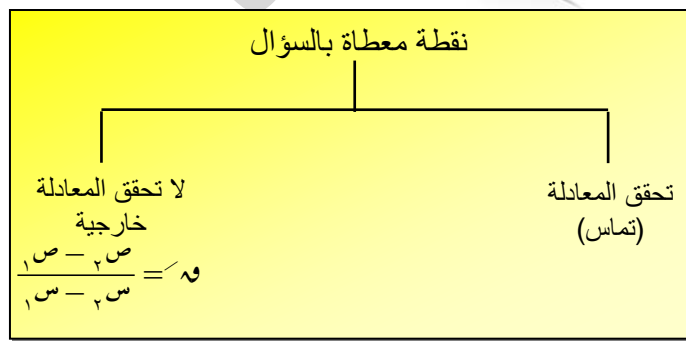 نقطة معطاة بالسؤال
تحقق المعادلة
(تماس)
لا تحقق المعادلة
خارجية
قَ = (ص٢ − ص١) / (س٢ − س١)